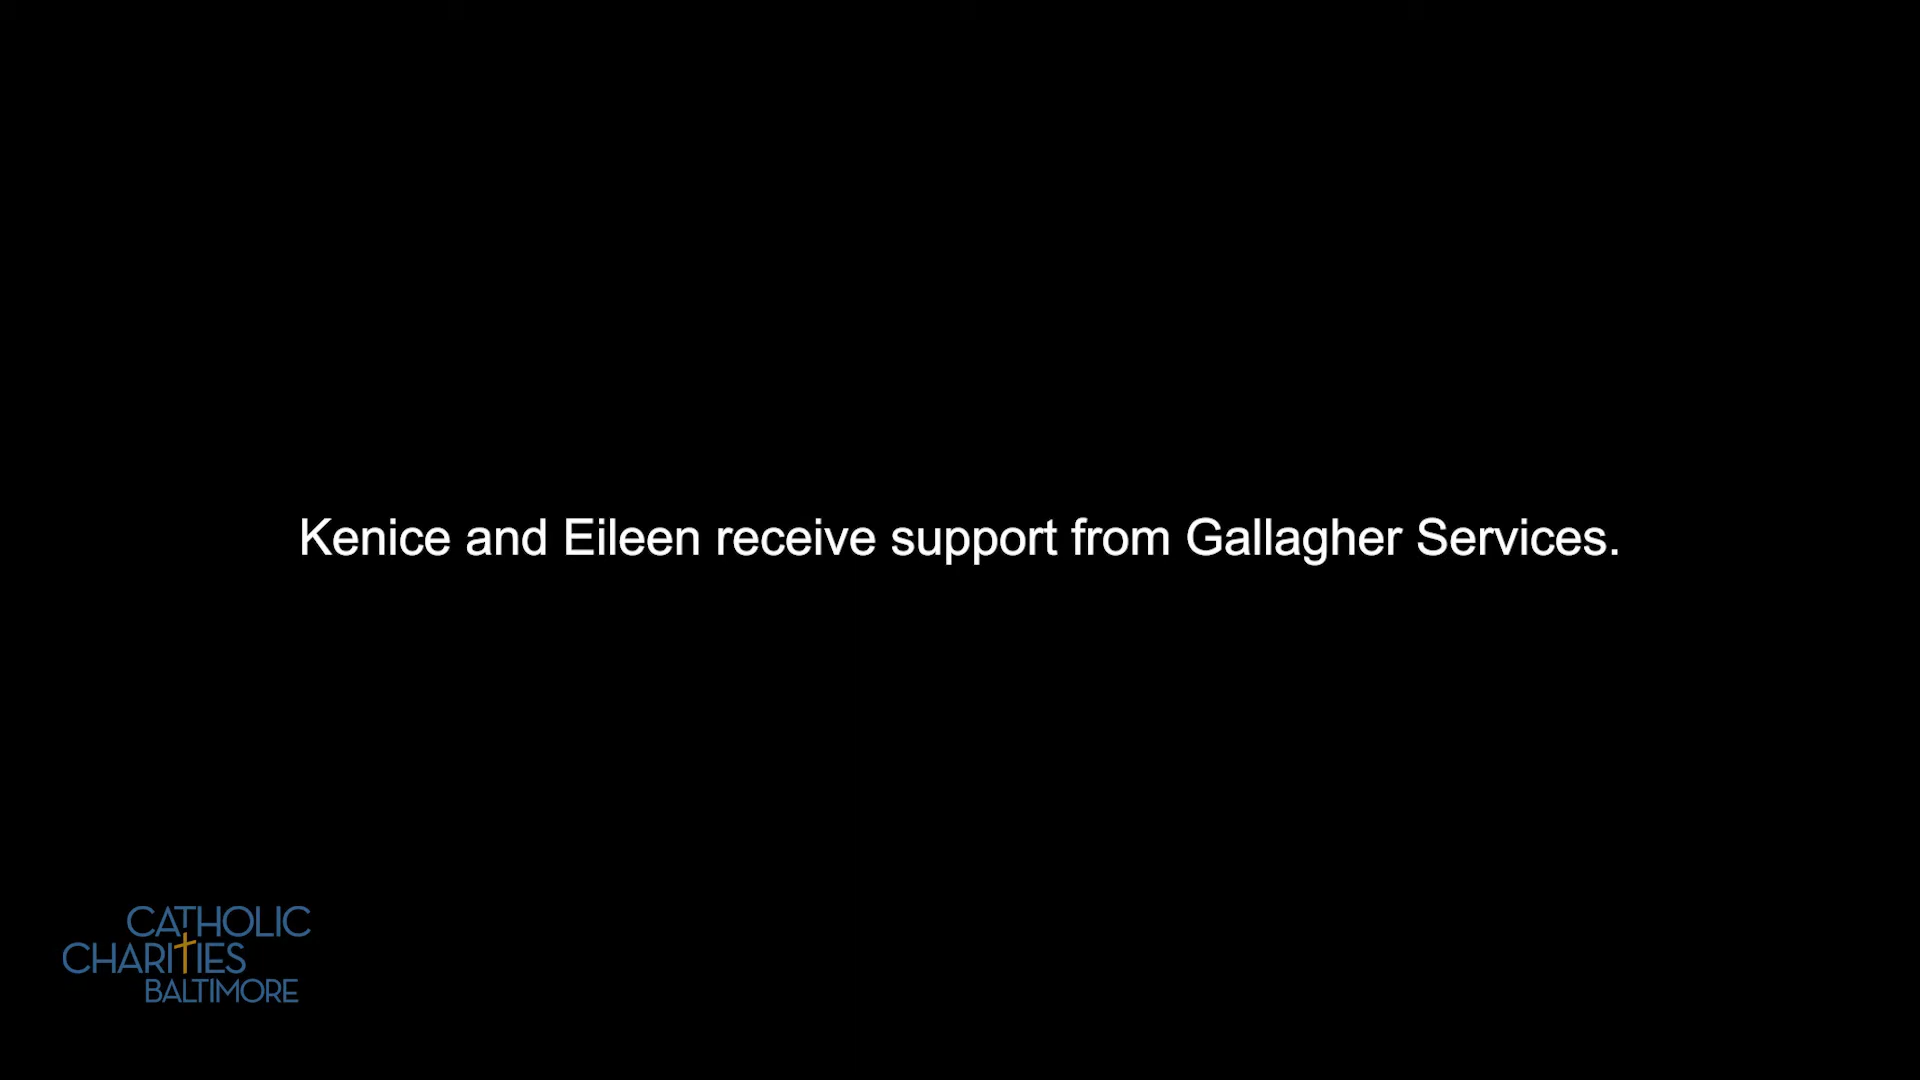 Kenice and Eileen receive support from Gallagher Services.
CATHOLIC
CHARITIES
BALTIMORE